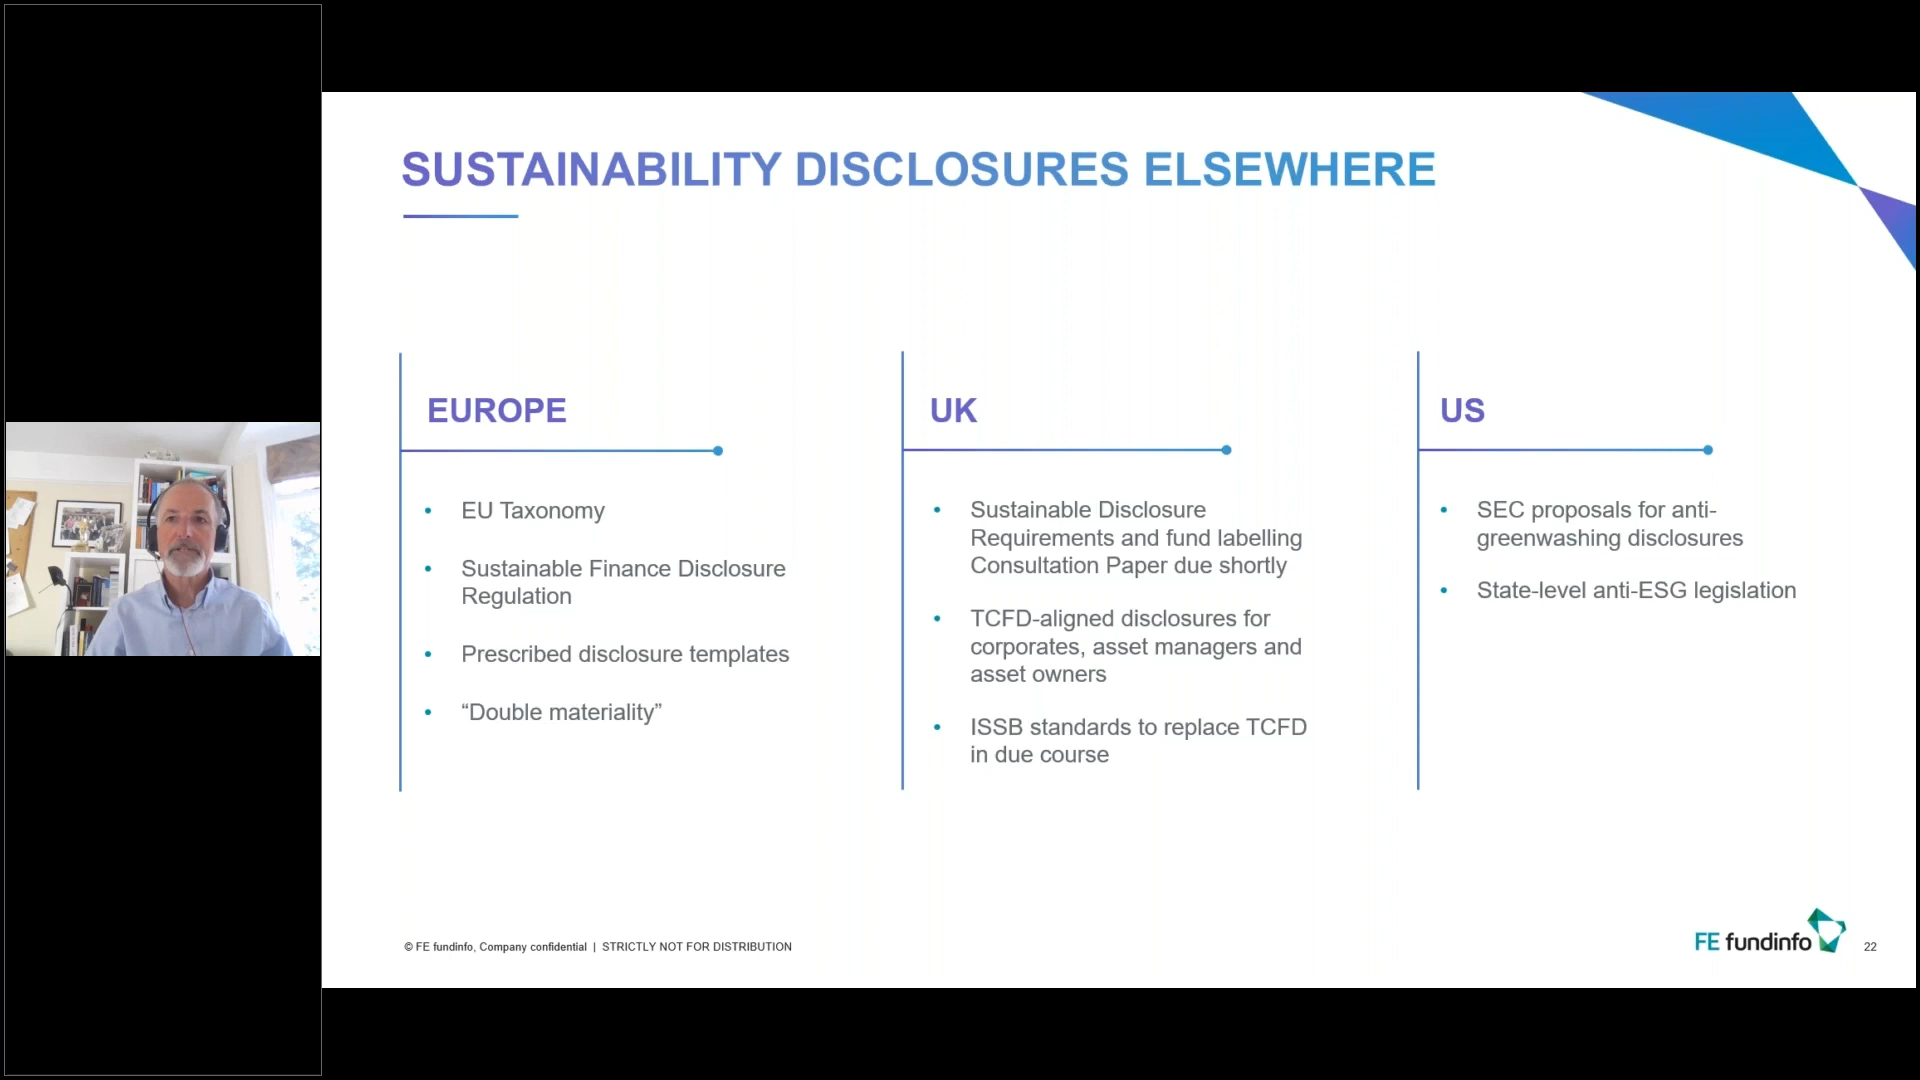 SUSTAINABILITY DISCLOSURES ELSEWHERE
EUROPE
• EU Taxonomy
• Sustainable Finance Disclosure
Regulation
• Prescribed disclosure templates
• “Double materiality”
UK
• Sustainable Disclosure
Requirements and fund labelling
Consultation Paper due shortly
• TCFD-aligned disclosures for
corporates, asset managers and
asset owners
• ISSB standards to replace TCFD
in due course
US
• SEC proposals for anti-
greenwashing disclosures
• State-level anti-ESG legislation
© FE fundinfo, Company confidential | STRICTLY NOT FOR DISTRIBUTION
FE fundinfo
22